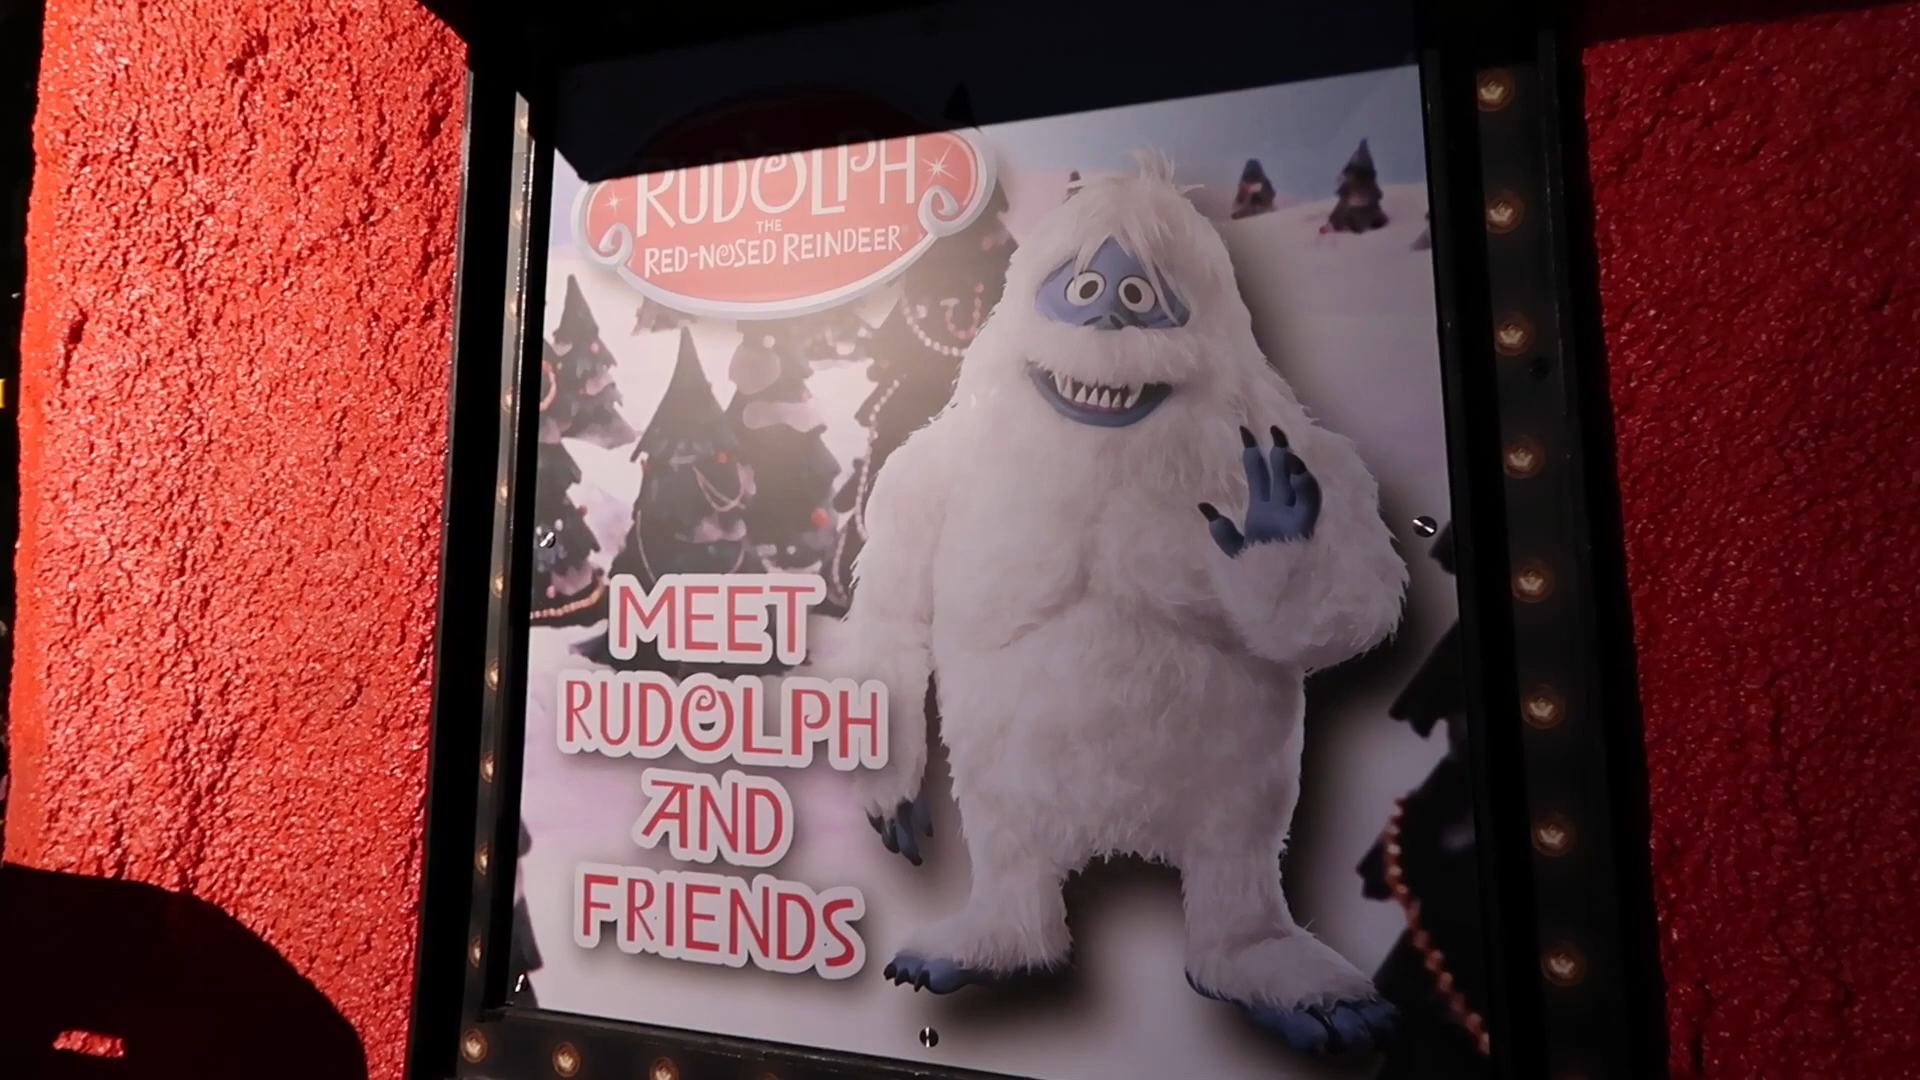 RUDOLPH
THE
RED-NOSED REINDEER
MEET
RUDOLPH
AND
FRIENDS